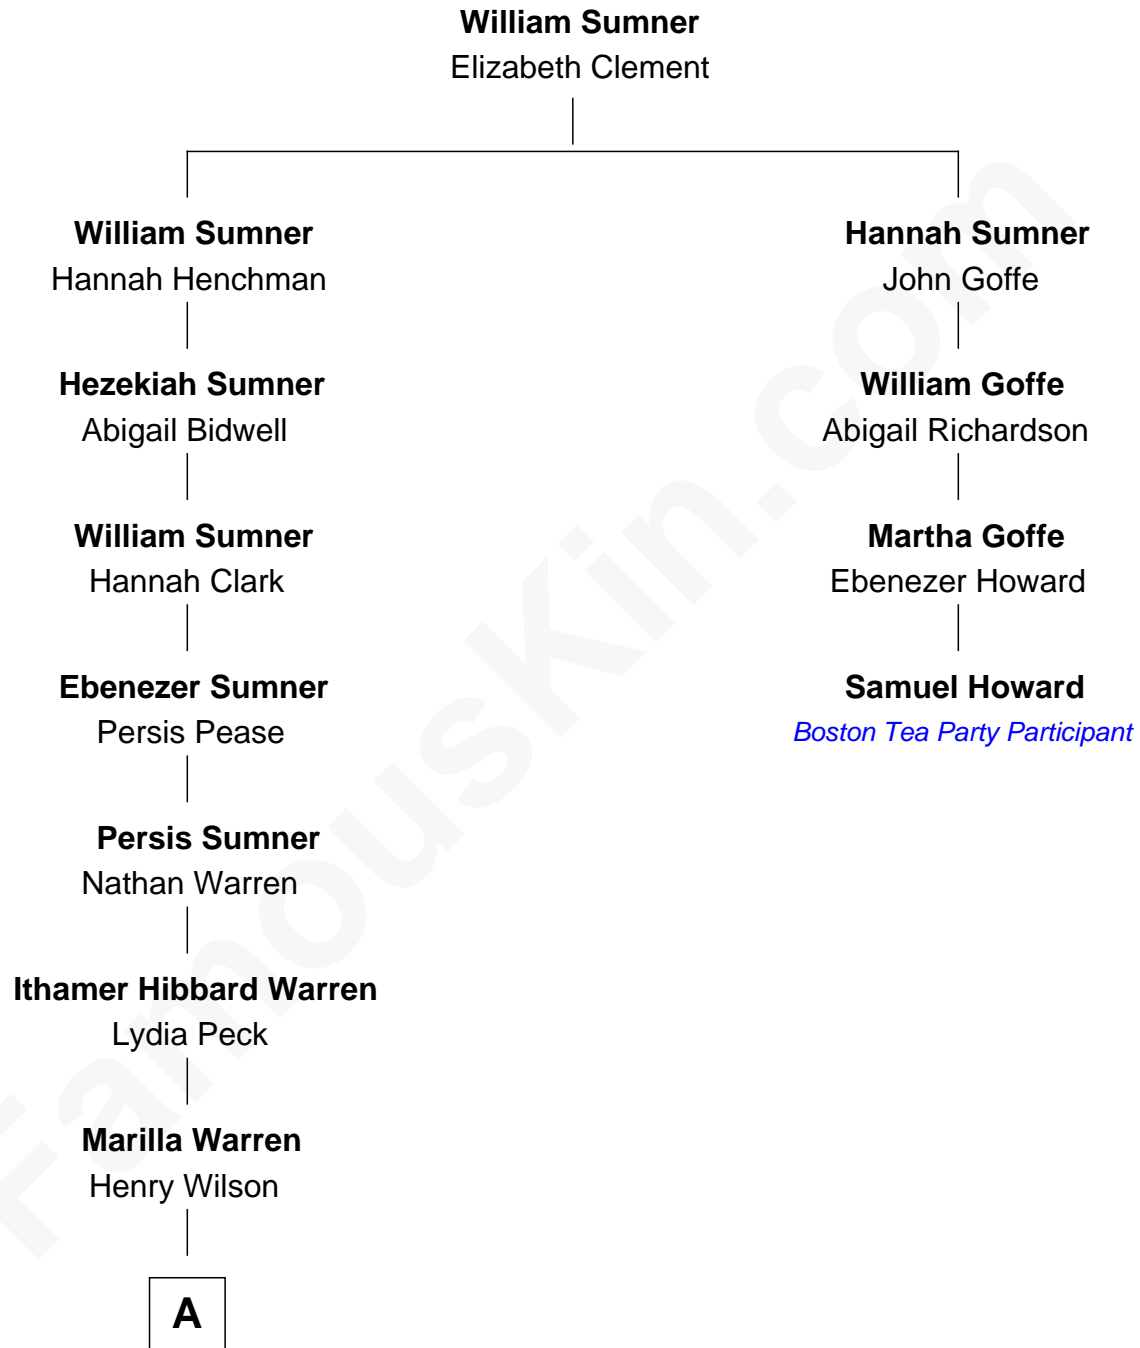 William Sumner
Elizabeth Clement
William Sumner
Hannah Henchman
Hezekiah Sumner
Abigail Bidwell
William Sumner
Hannah Clark
Ebenezer Sumner
Persis Pease
Persis Sumner
Nathan Warren
Ithamer Hibbard Warren
Lydia Peck
Marilla Warren
Henry Wilson
A
Hannah Sumner
John Goffe
William Goffe
Abigail Richardson
Martha Goffe
Ebenezer Howard
Samuel Howard
Boston Tea Party Participant
FamousKin.com